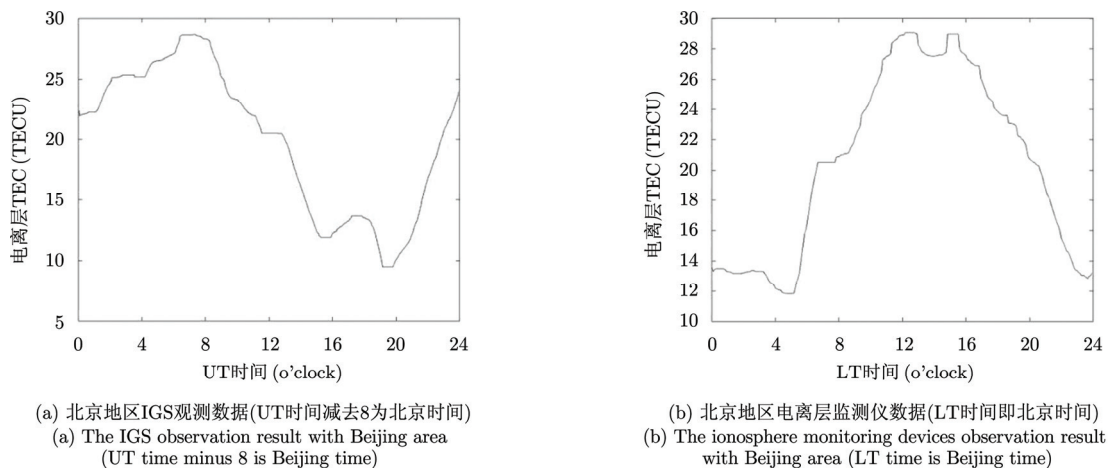 30
25
20
15
10
5
电离层TEC (TECU)
0 4 8 12 16 20 24
UT时间 (o'clock)
(a) 北京地区IGS观测数据(UT时间减去8为北京时间)
(a) The IGS observation result with Beijing area
(UT time minus 8 is Beijing time)
30
28
26
24
22
20
18
16
14
12
10
电离层TEC (TECU)
0 4 8 12 16 20 24
LT时间 (o'clock)
(b) 北京地区电离层监测仪数据(LT时间即北京时间)
(b) The ionosphere monitoring devices observation result
with Beijing area (LT time is Beijing time)